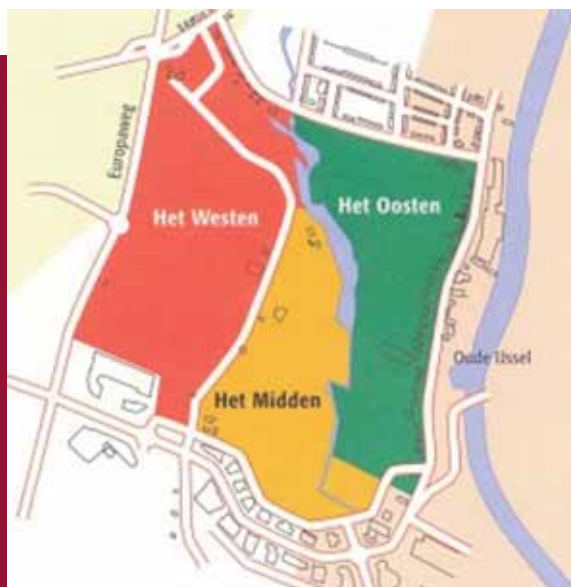 Europaweg
Het Westen
Het Oosten
Het Midden
Oude IJssel